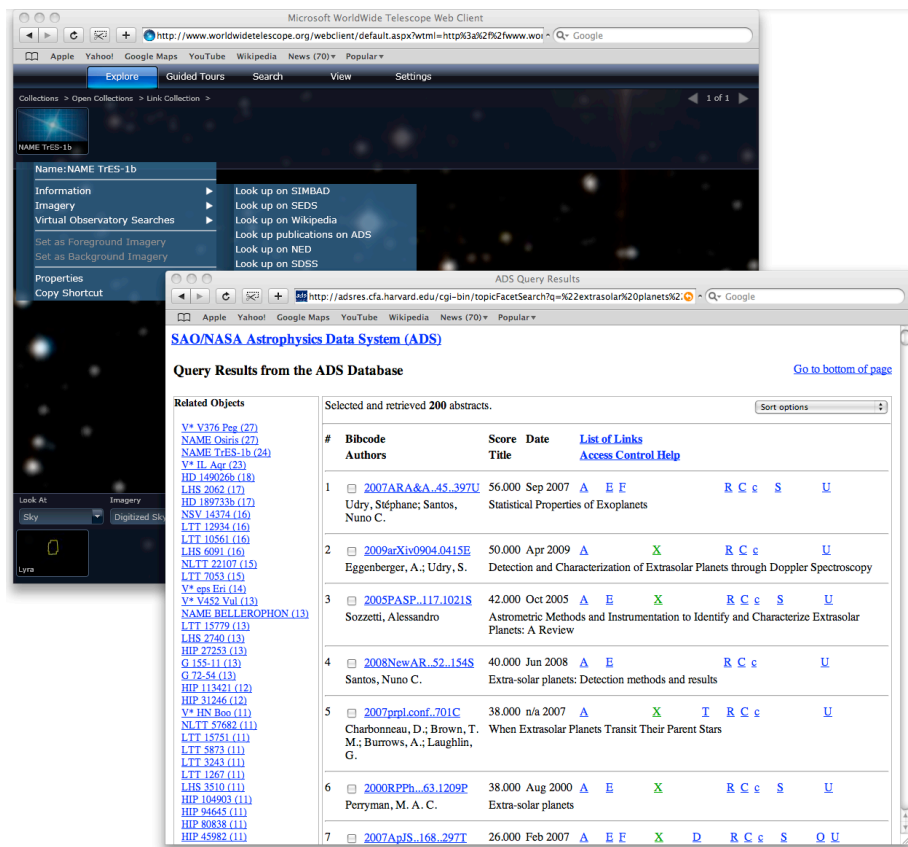 Microsoft WorldWide Telescope Web Client
http://www.worldwidetelescope.org/webclient/default.aspx?wtml=http%3a%2f%2fwww.wor
Google
Apple Yahoo! Google Maps YouTube Wikipedia News (70) Popular
Explore Guided Tours Search View Settings
Collections > Open Collections > Link Collection >
1 of 1
NAME TrES-1b
Name:NAME TrES-1b
Information
Imagery
Virtual Observatory Searches
Set as Foreground Imagery
Set as Background Imagery
Properties
Copy Shortcut
Look up on SIMBAD
Look up on SEDS
Look up on Wikipedia
Look up publications on ADS
Look up on NED
Look up on SDSS
Look At Imagery
Sky Digitized Sk
Lyra
ADS Query Results
http://adsres.cfa.harvard.edu/cgi-bin/topicFacetSearch?q=%22extrasolar%20planets%2
Google
Apple Yahoo! Google Maps YouTube Wikipedia News (70) Popular
SAO/NASA Astrophysics Data System (ADS)
Query Results from the ADS Database
Go to bottom of page
Related Objects
V* V376 Peg (27)
NAME Osiris (27)
NAME TrES-1b (24)
V* IL Aqr (23)
HD 149026b (18)
LHS 2062 (17)
HD 189733b (17)
NSV 14374 (16)
LTT 12934 (16)
LTT 10561 (16)
LHS 6091 (16)
NLTT 22107 (15)
LTT 7053 (15)
V* eps Eri (14)
V* V452 Vul (13)
NAME BELLEROPHON (13)
LTT 15779 (13)
LHS 2740 (13)
HIP 27253 (13)
G 155-11 (13)
G 72-54 (13)
HIP 113421 (12)
HIP 31246 (12)
V* HN Boo (11)
NLTT 57682 (11)
LTT 15751 (11)
LTT 5873 (11)
LTT 3243 (11)
LTT 1267 (11)
LHS 3510 (11)
HIP 104903 (11)
HIP 94645 (11)
HIP 80838 (11)
HIP 45982 (11)
Selected and retrieved 200 abstracts.
Sort options
# Bibcode Score Date List of Links
Authors Title Access Control Help
1 2007ARA&A..45..397U 56.000 Sep 2007 A E F R C c S U
Udry, Stéphane; Santos, Statistical Properties of Exoplanets
Nuno C.
2 2009arXiv0904.0415E 50.000 Apr 2009 A X R C c U
Eggenberger, A.; Udry, S. Detection and Characterization of Extrasolar Planets through Doppler Spectroscopy
3 2005PASP..117.1021S 42.000 Oct 2005 A E X R C c S U
Sozzetti, Alessandro Astrometric Methods and Instrumentation to Identify and Characterize Extrasolar
Planets: A Review
4 2008NewAR..52..154S 40.000 Jun 2008 A E R C c U
Santos, Nuno C. Extra-solar planets: Detection methods and results
5 2007prpl.conf..701C 38.000 n/a 2007 A X T R C c U
Charbonneau, D.; Brown, T. When Extrasolar Planets Transit Their Parent Stars
M.; Burrows, A.; Laughlin,
G.
6 2000RPPh...63.1209P 38.000 Aug 2000 A E X R C c S U
Perryman, M. A. C. Extra-solar planets
7 2007ApJS..168..297T 26.000 Feb 2007 A E F X D R C c S O U